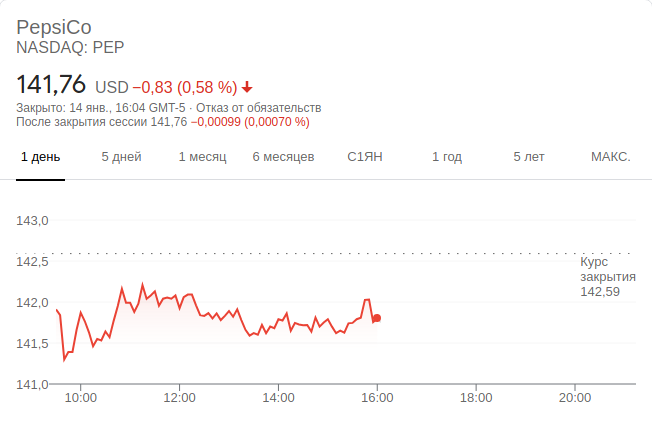 PepsiCo
NASDAQ: PEP
141,76 USD −0,83 (0,58 %)
Закрыто: 14 янв., 16:04 GMT-5 · Отказ от обязательств
После закрытия сессии 141,76 −0,00099 (0,00070 %)
1 день 5 дней 1 месяц 6 месяцев С1ЯН 1 год 5 лет МАКС.
143,0
142,5
Курс
закрытия
142,59
142,0
141,5
141,0
10:00 12:00 14:00 16:00 18:00 20:00